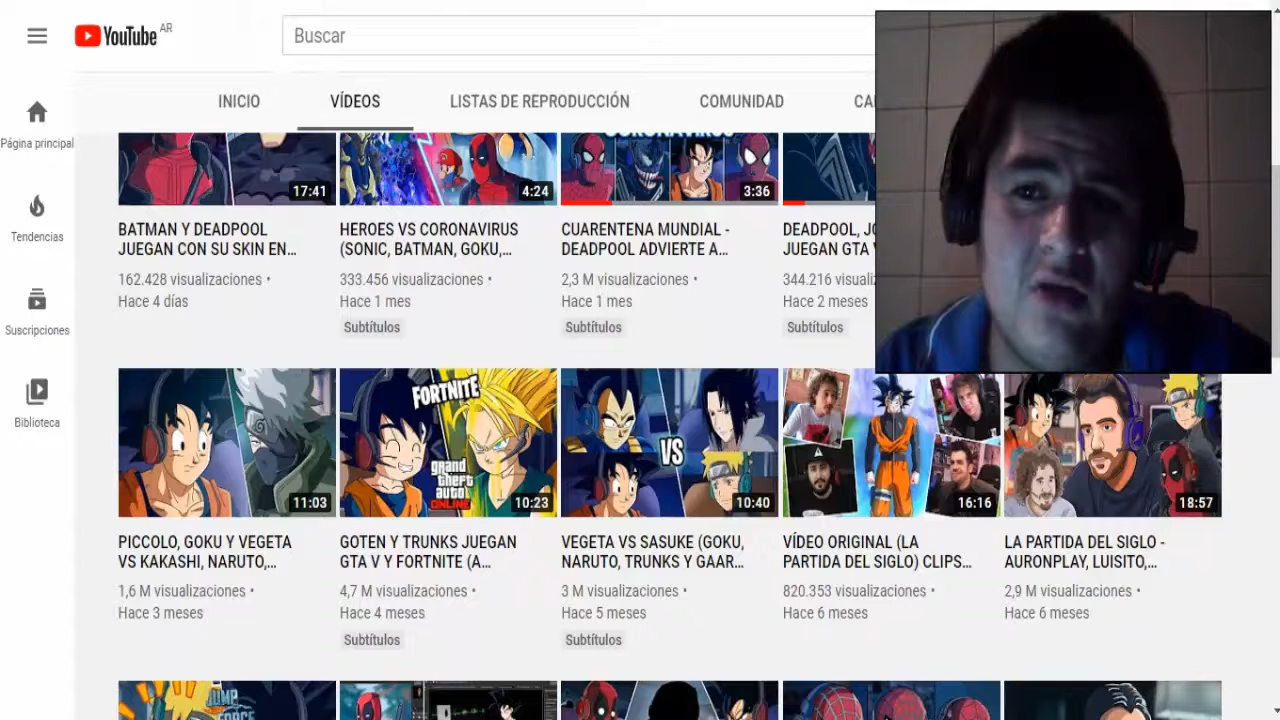 YouTube AR
Buscar
INICIO
VÍDEOS
LISTAS DE REPRODUCCIÓN
COMUNIDAD
Página principal
Tendencias
Suscripciones
Biblioteca
17:41
4:24
3:36
BATMAN Y DEADPOOL
JUEGAN CON SU SKIN EN...
162.428 visualizaciones •
Hace 4 días
HEROES VS CORONAVIRUS
(SONIC, BATMAN, GOKU,...
333.456 visualizaciones •
Hace 1 mes
Subtítulos
CUARENTENA MUNDIAL -
DEADPOOL ADVIERTE A...
2,3 M visualizaciones •
Hace 1 mes
Subtítulos
DEADPOOL,
JUEGAN GTA
344.216
Hace 2 meses
Subtítulos
11:03
FORTNITE
grand
theft
auto
ONLINE
10:23
VS
10:40
16:16
18:57
PICCOLO, GOKU Y VEGETA
VS KAKASHI, NARUTO,...
1,6 M visualizaciones •
Hace 3 meses
GOTEN Y TRUNKS JUEGAN
GTA V Y FORTNITE (A...
4,7 M visualizaciones •
Hace 4 meses
Subtítulos
VEGETA VS SASUKE (GOKU,
NARUTO, TRUNKS Y GAAR...
3 M visualizaciones •
Hace 5 meses
Subtítulos
VÍDEO ORIGINAL (LA
PARTIDA DEL SIGLO) CLIPS...
820.353 visualizaciones •
Hace 6 meses
LA PARTIDA DEL SIGLO -
AURONPLAY, LUISITO,...
2,9 M visualizaciones •
Hace 6 meses
JUMP
FORCE